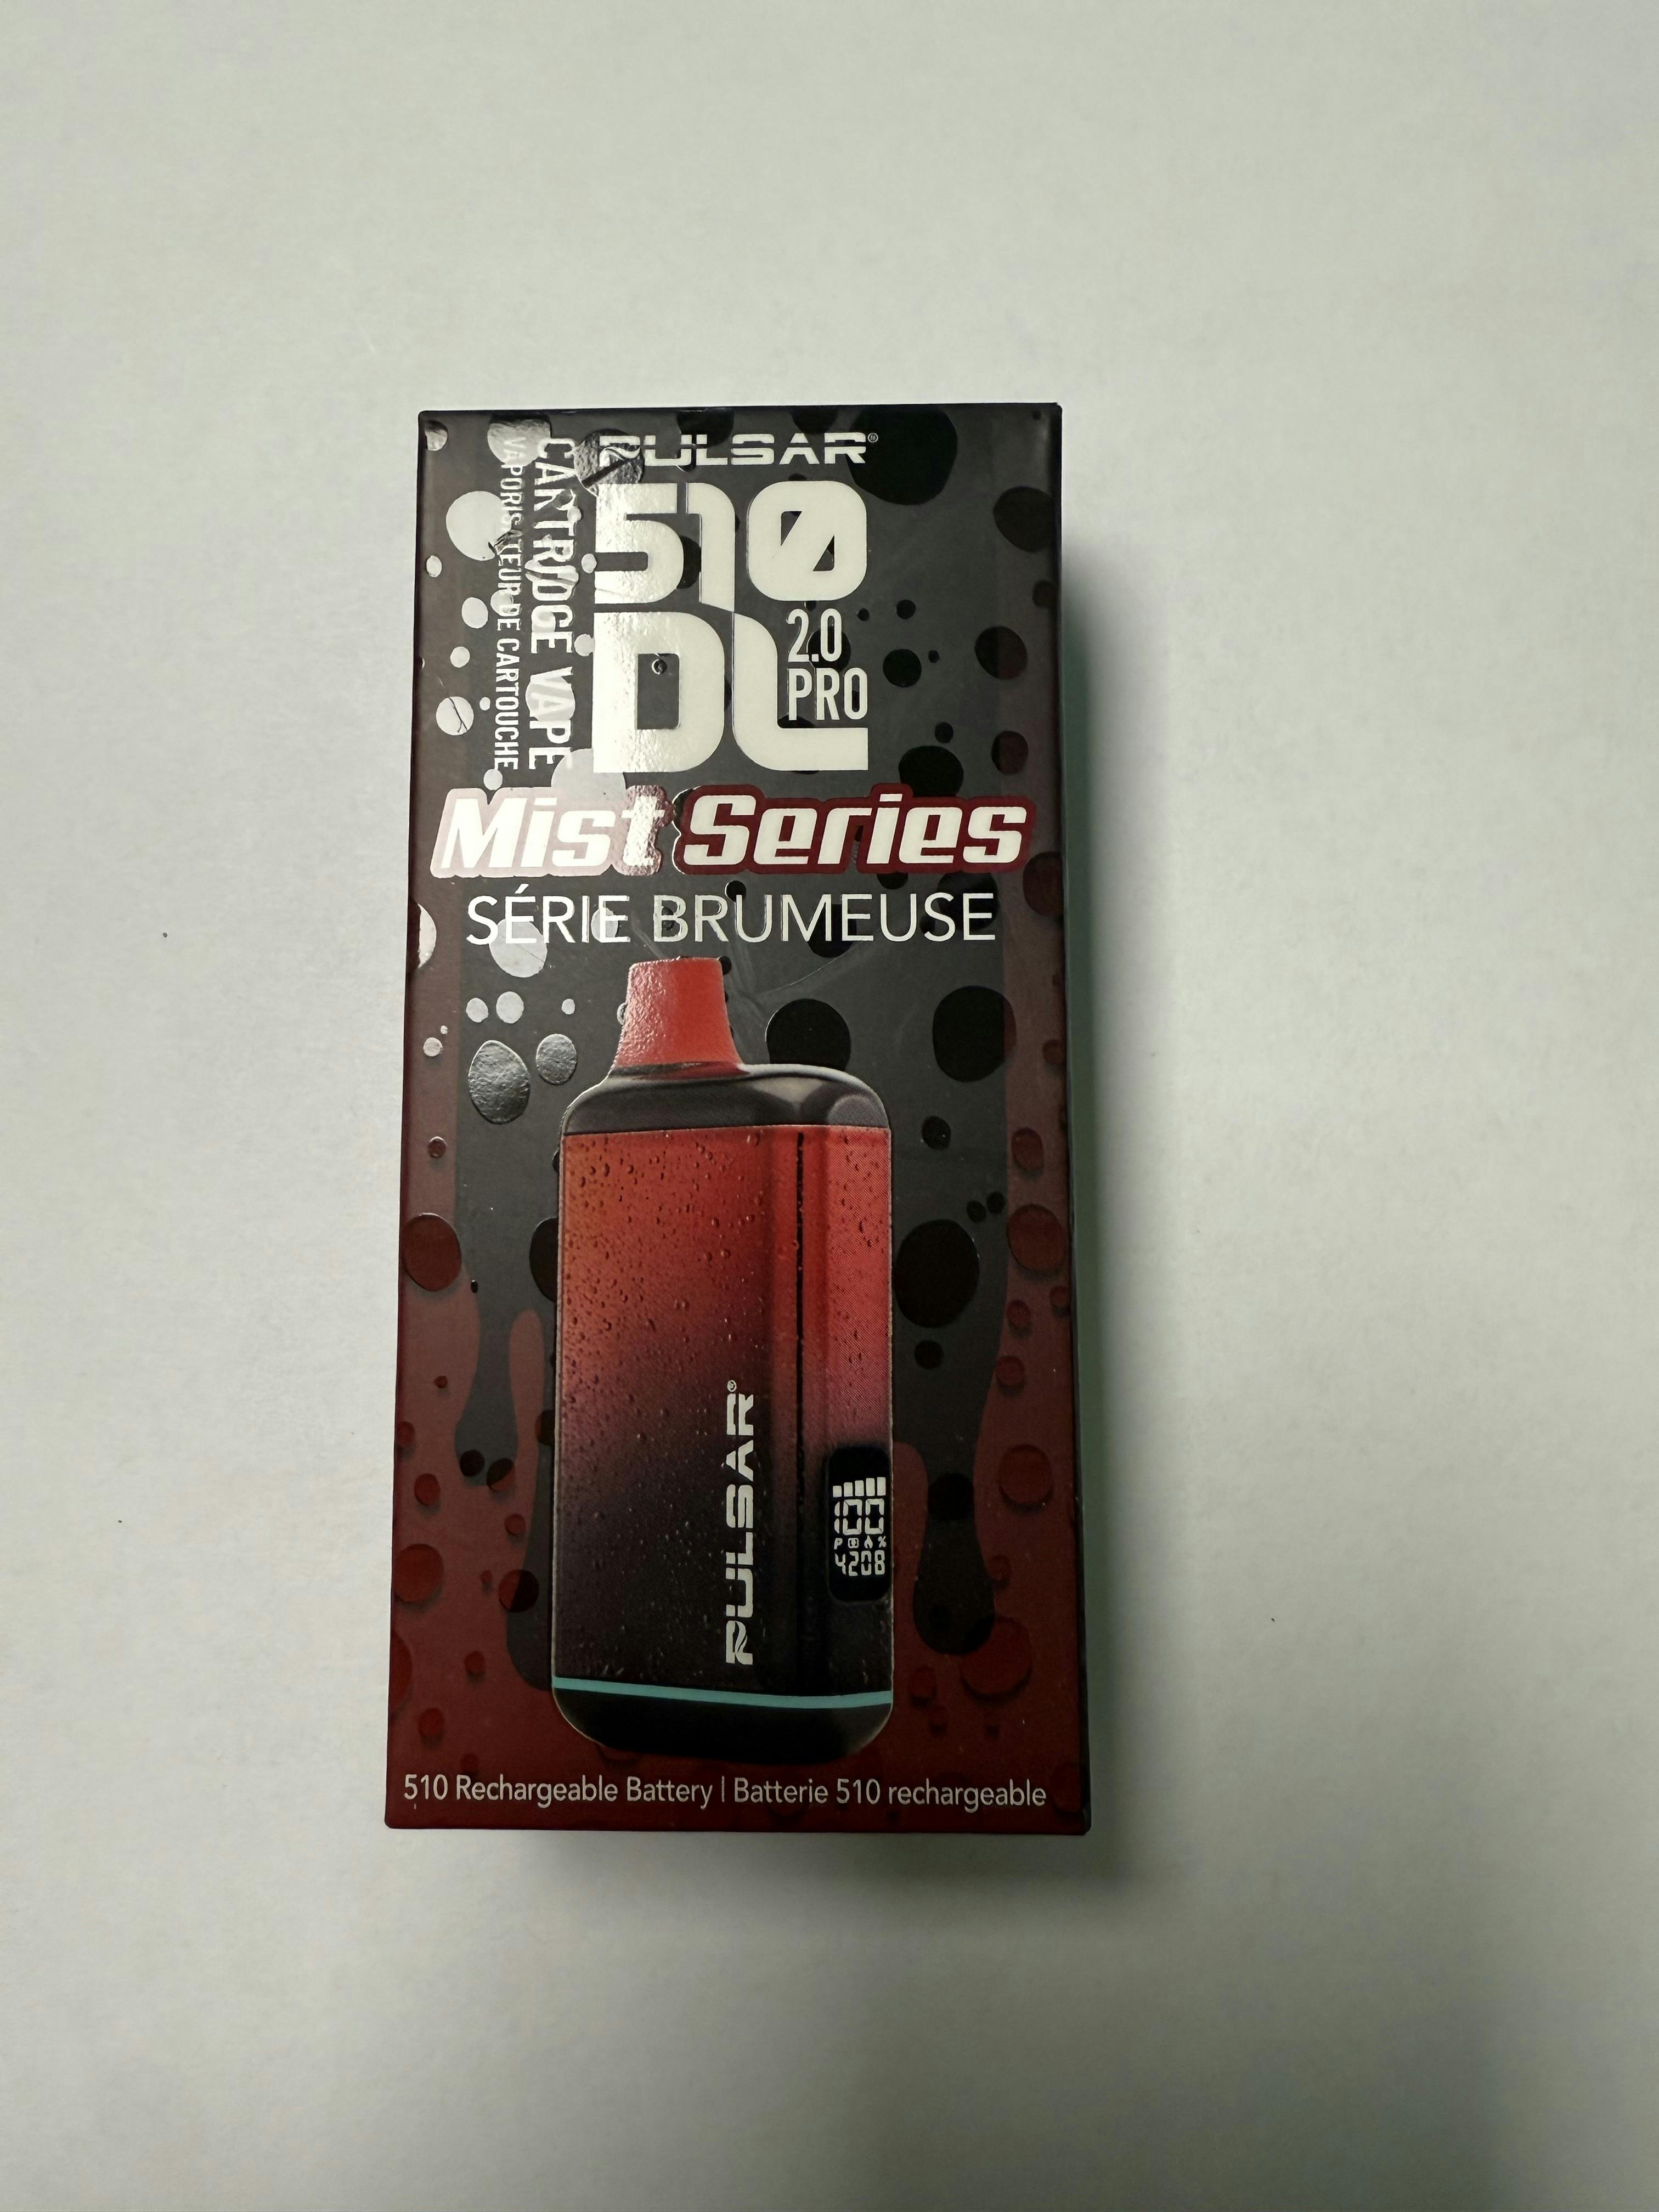 PULSAR®
CARTRIDGE VAPE
VAPORISATEUR DE CARTOUCHE
510
DL
2.0
PRO
Mist Series
SÉRIE BRUMEUSE
PULSAR®
100
P %
4208
510 Rechargeable Battery | Batterie 510 rechargeable